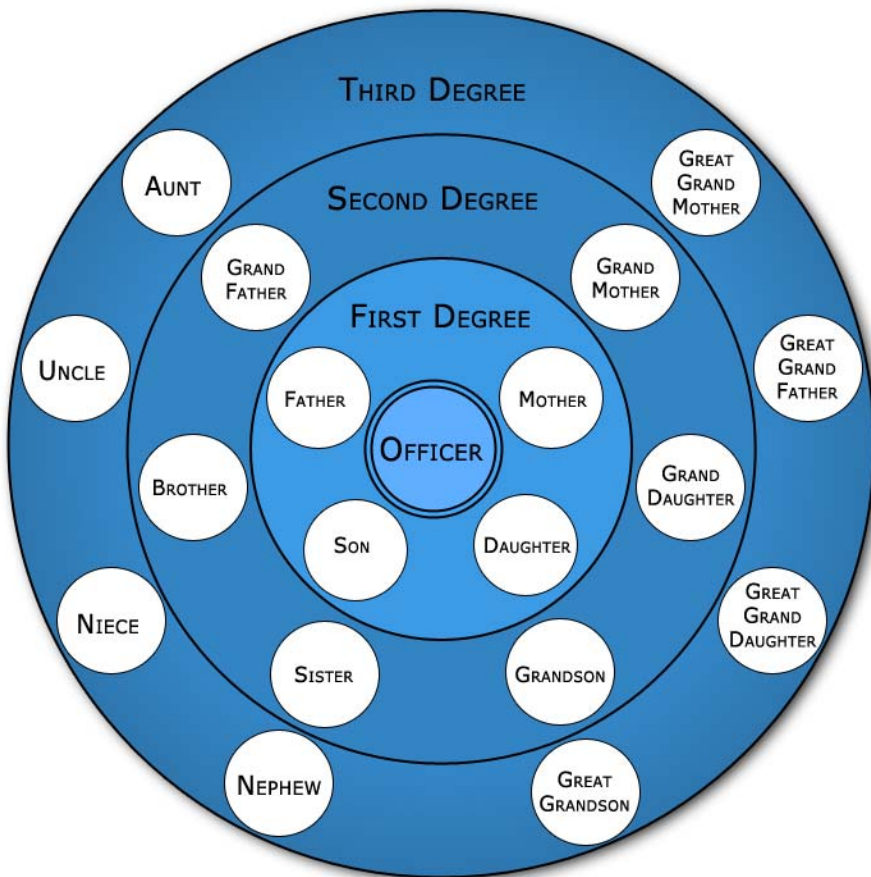 THIRD DEGREE
AUNT
GREAT
GRAND
MOTHER
SECOND DEGREE
GRAND
FATHER
GRAND
MOTHER
FIRST DEGREE
UNCLE
GREAT
GRAND
FATHER
FATHER
MOTHER
OFFICER
BROTHER
GRAND
DAUGHTER
SON
DAUGHTER
NIECE
GREAT
GRAND
DAUGHTER
SISTER
GRANDSON
NEPHEW
GREAT
GRANDSON